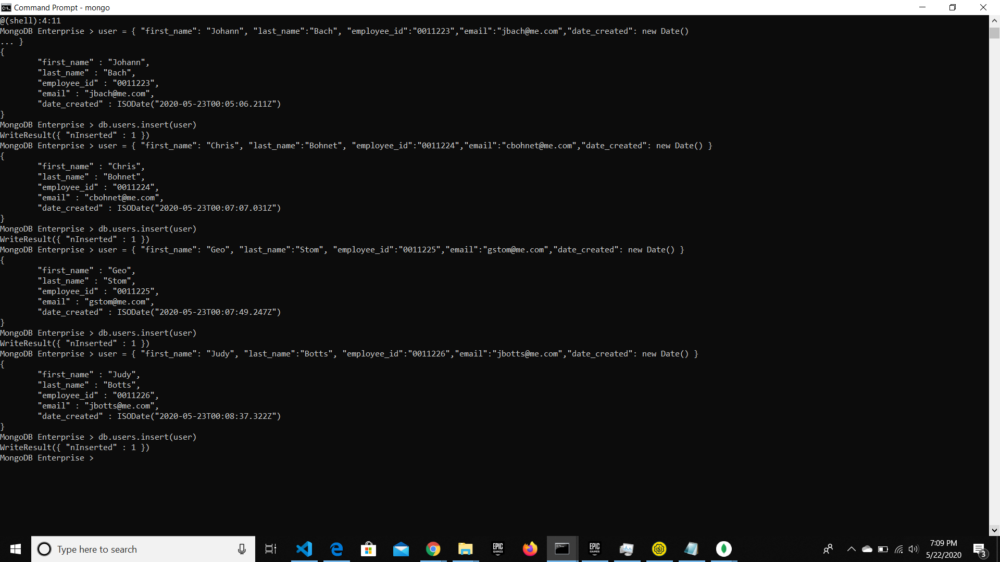 Command Prompt - mongo
@(shell):4:11
MongoDB Enterprise > user = { "first_name": "Johann", "last_name":"Bach", "employee_id":"0011223","email":"jbach@me.com","date_created": new Date()
... }
{
        "first_name" : "Johann",
        "last_name" : "Bach",
        "employee_id" : "0011223",
        "email" : "jbach@me.com",
        "date_created" : ISODate("2020-05-23T00:05:06.211Z")
}
MongoDB Enterprise > db.users.insert(user)
WriteResult({ "nInserted" : 1 })
MongoDB Enterprise > user = { "first_name": "Chris", "last_name":"Bohnet", "employee_id":"0011224","email":"cbohnet@me.com","date_created": new Date() }
{
        "first_name" : "Chris",
        "last_name" : "Bohnet",
        "employee_id" : "0011224",
        "email" : "cbohnet@me.com",
        "date_created" : ISODate("2020-05-23T00:07:07.031Z")
}
MongoDB Enterprise > db.users.insert(user)
WriteResult({ "nInserted" : 1 })
MongoDB Enterprise > user = { "first_name": "Geo", "last_name":"Stom", "employee_id":"0011225","email":"gstom@me.com","date_created": new Date() }
{
        "first_name" : "Geo",
        "last_name" : "Stom",
        "employee_id" : "0011225",
        "email" : "gstom@me.com",
        "date_created" : ISODate("2020-05-23T00:07:49.247Z")
}
MongoDB Enterprise > db.users.insert(user)
WriteResult({ "nInserted" : 1 })
MongoDB Enterprise > user = { "first_name": "Judy", "last_name":"Botts", "employee_id":"0011226","email":"jbotts@me.com","date_created": new Date() }
{
        "first_name" : "Judy",
        "last_name" : "Botts",
        "employee_id" : "0011226",
        "email" : "jbotts@me.com",
        "date_created" : ISODate("2020-05-23T00:08:37.322Z")
}
MongoDB Enterprise > db.users.insert(user)
WriteResult({ "nInserted" : 1 })
MongoDB Enterprise >
Type here to search
EPIC GAMES
EPIC GAMES
7:09 PM
5/22/2020
3